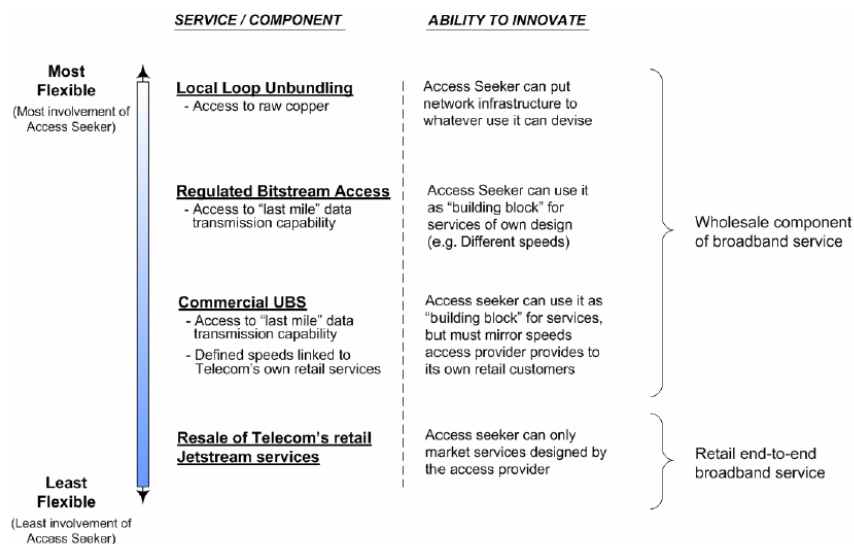 SERVICE / COMPONENT
ABILITY TO INNOVATE
Most
Flexible
(Most involvement of
Access Seeker)
Local Loop Unbundling
- Access to raw copper
Access Seeker can put
network infrastructure to
whatever use it can devise
Regulated Bitstream Access
- Access to “last mile” data
transmission capability
Access Seeker can use it
as “building block” for
services of own design
(e.g. Different speeds)
Wholesale component
of broadband service
Commercial UBS
- Access to “last mile” data
transmission capability
- Defined speeds linked to
Telecom’s own retail services
Access seeker can use it as
“building block” for services,
but must mirror speeds
access provider provides to
its own retail customers
Resale of Telecom’s retail
Jetstream services
Access seeker can only
market services designed by
the access provider
Retail end-to-end
broadband service
Least
Flexible
(Least involvement of
Access Seeker)